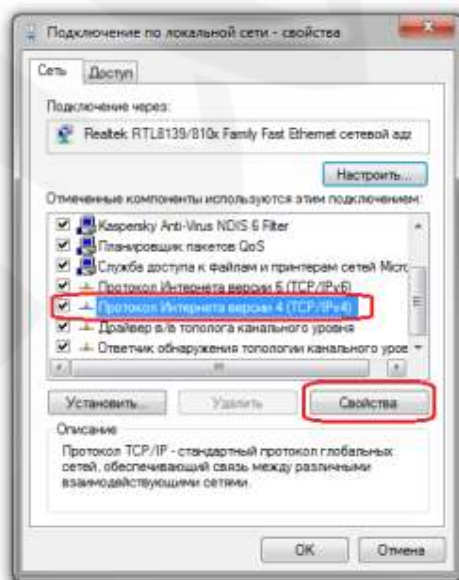 Подключение по локальной сети - свойства
Сеть Доступ
Подключение через:
Realtek RTL8139/810x Family Fast Ethernet сетевой ада
Настроить...
Отмеченные компоненты используются этим подключением:
Kaspersky Anti-Virus NDIS 6 Filter
Планировщик пакетов QoS
Служба доступа к файлам и принтерам сетей Micro
Протокол Интернета версии 6 (TCP/IPv6)
Протокол Интернета версии 4 (TCP/IPv4)
Драйвер в/в тополога канального уровня
Ответчик обнаружения топологии канального уров
Установить... Удалить Свойства
Описание
Протокол TCP/IP - стандартный протокол глобальных
сетей, обеспечивающий связь между различными
взаимодействующими сетями.
OK Отмена